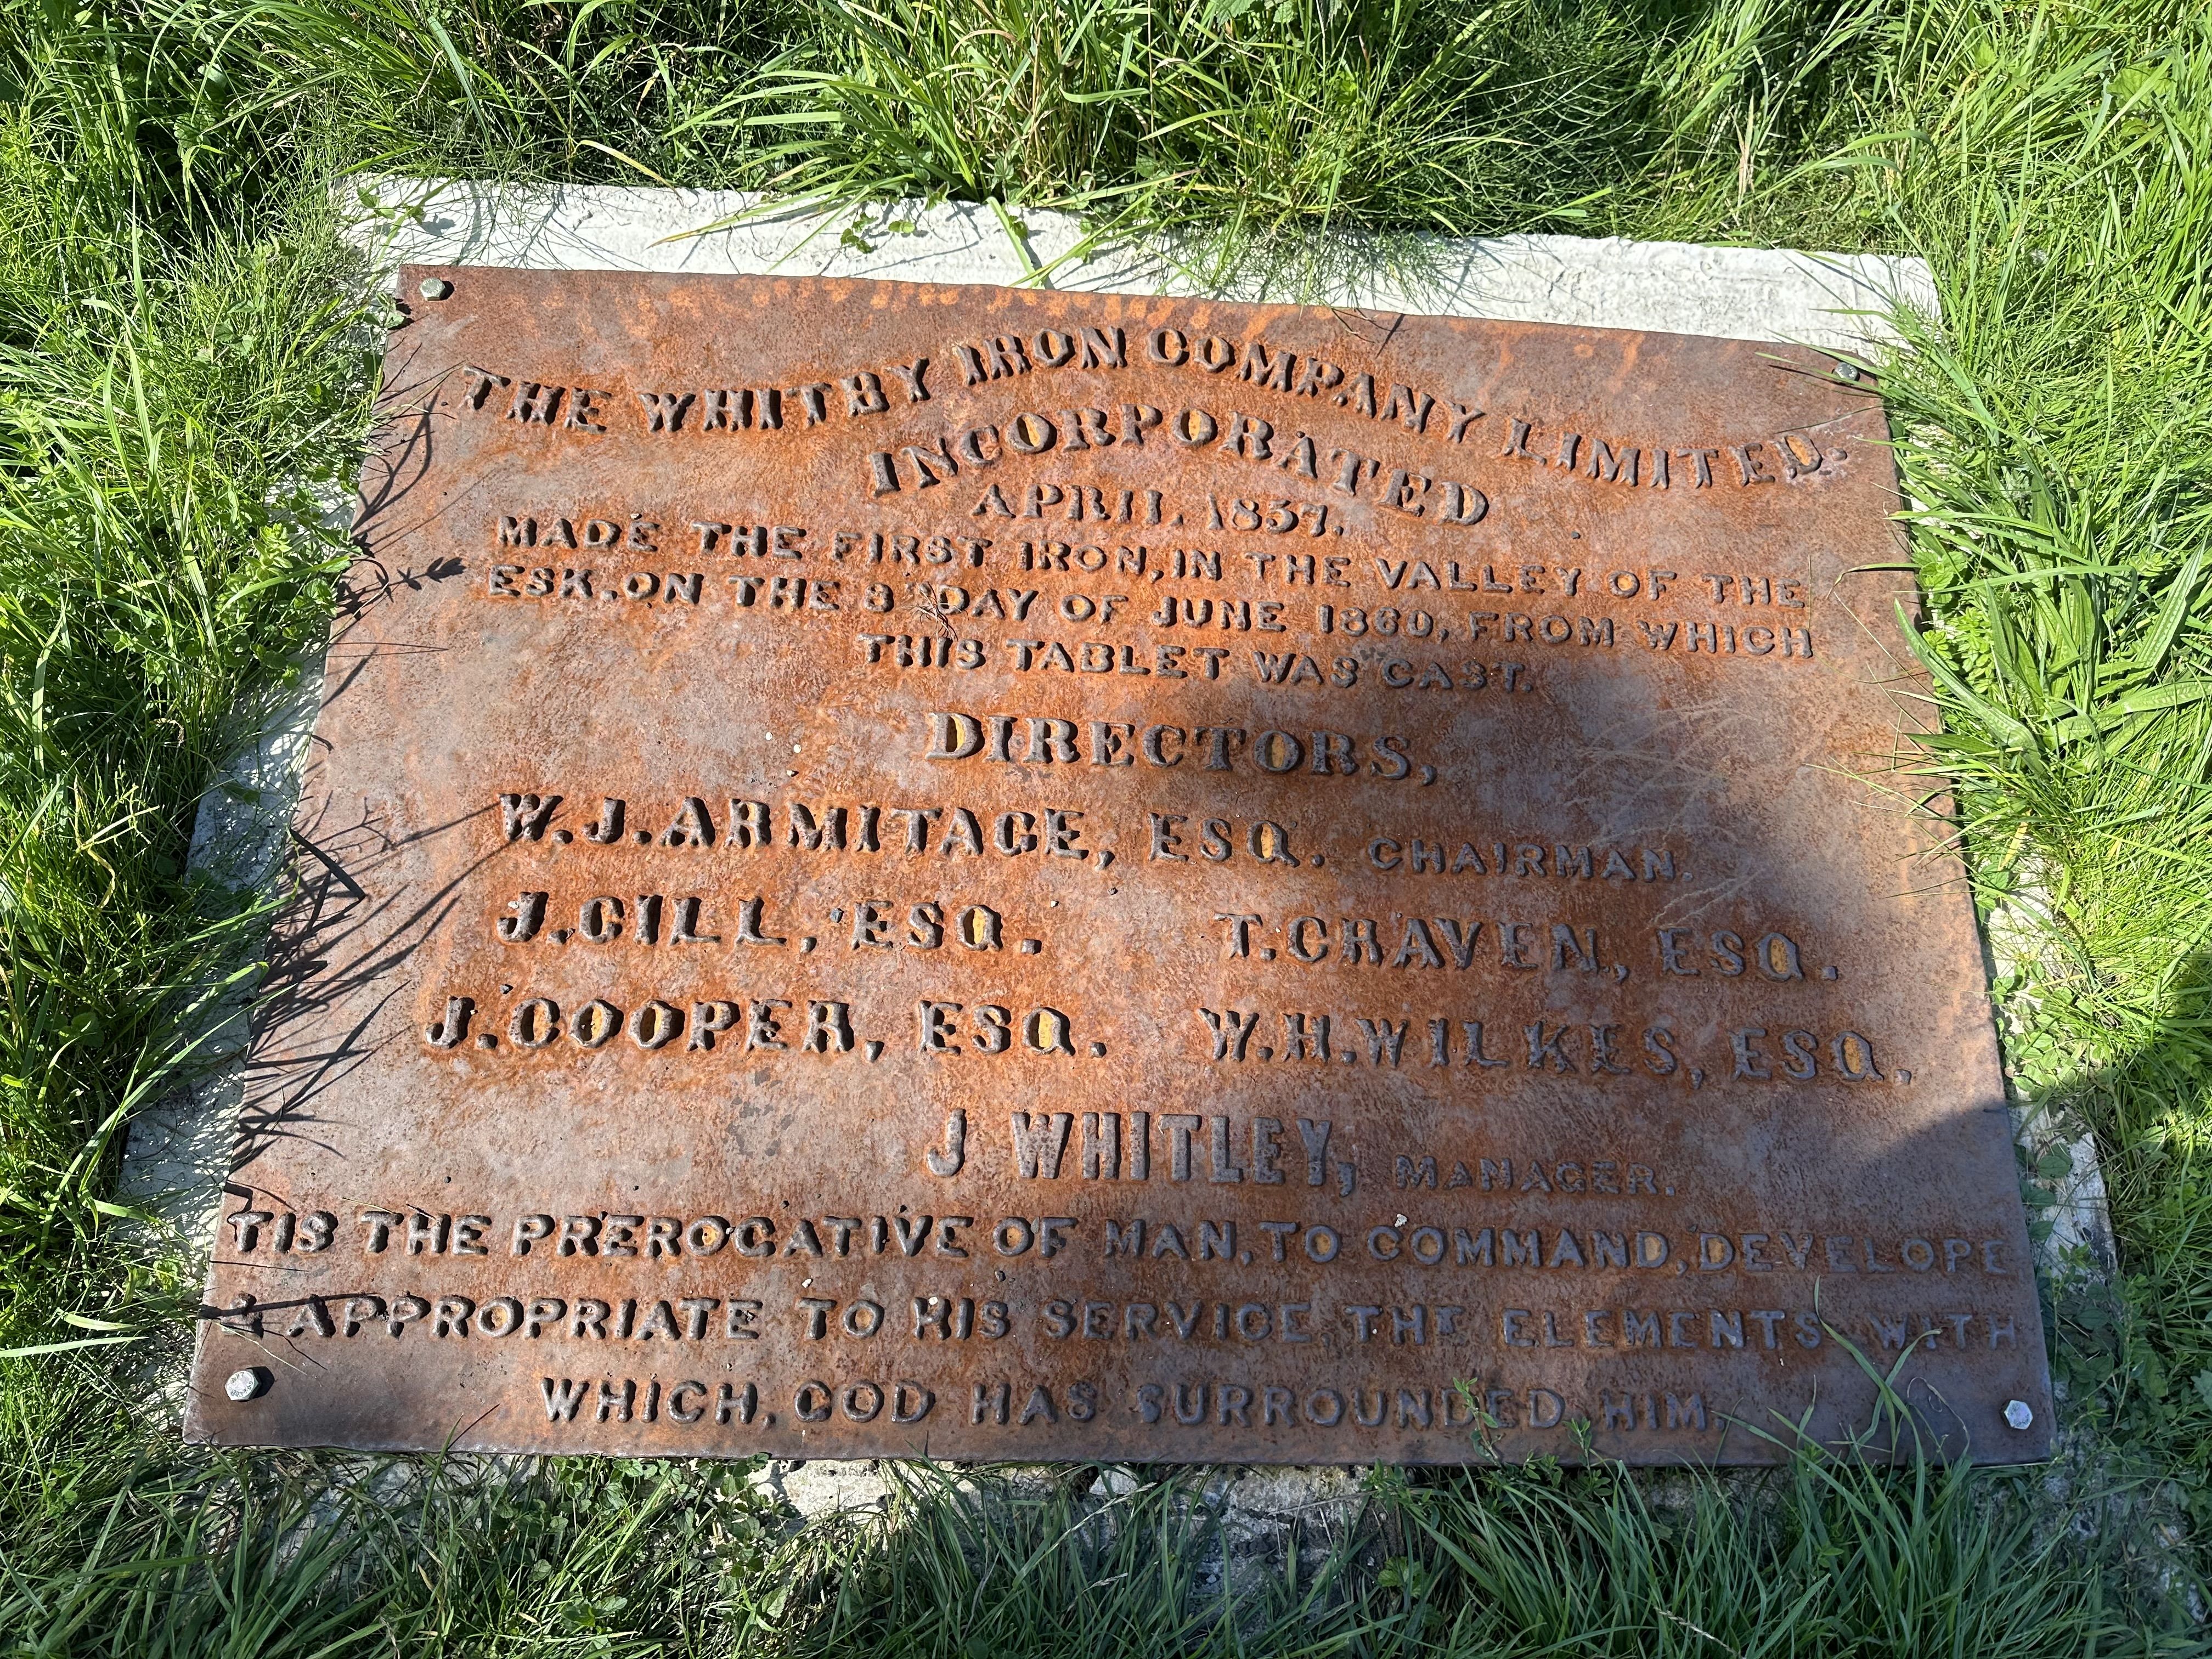 THE WHITBY IRON COMPANY LIMITED.
INCORPORATED
APRIL 1857.
MADE THE FIRST IRON, IN THE VALLEY OF THE
ESK, ON THE 8TH DAY OF JUNE 1860, FROM WHICH
THIS TABLET WAS CAST.
DIRECTORS,
W. J. ARMITAGE, ESQ. CHAIRMAN.
J. GILL, ESQ. T. CRAVEN, ESQ.
J. COOPER, ESQ. W. H. WILKES, ESQ.
J WHITLEY, MANAGER.
TIS THE PREROGATIVE OF MAN, TO COMMAND, DEVELOPE
& APPROPRIATE TO HIS SERVICE, THE ELEMENTS WITH
WHICH, GOD HAS SURROUNDED HIM.